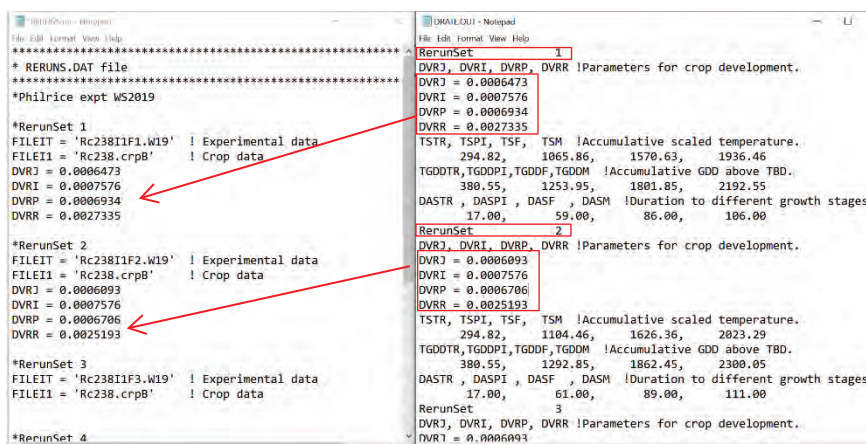 File Edit Format View Help
************************************************************
* RERUNS.DAT file
************************************************************
*Philrice expt WS2019
*RerunSet 1
FILEIT = 'Rc238I1F1.W19' ! Experimental data
FILEI1 = 'Rc238.crpB' ! Crop data
DVRJ = 0.0006473
DVRI = 0.0007576
DVRP = 0.0006934
DVRR = 0.0027335
*RerunSet 2
FILEIT = 'Rc238I1F2.W19' ! Experimental data
FILEI1 = 'Rc238.crpB' ! Crop data
DVRJ = 0.0006093
DVRI = 0.0007576
DVRP = 0.0006706
DVRR = 0.0025193
*RerunSet 3
FILEIT = 'Rc238I1F3.W19' ! Experimental data
FILEI1 = 'Rc238.crpB' ! Crop data
*RerunSet 4
DRATE.OUT - Notepad
File Edit Format View Help
RerunSet 1
DVRJ, DVRI, DVRP, DVRR !Parameters for crop development.
DVRJ = 0.0006473
DVRI = 0.0007576
DVRP = 0.0006934
DVRR = 0.0027335
TSTR, TSPI, TSF, TSM !Accumulative scaled temperature.
294.82, 1065.86, 1570.63, 1936.46
TGDDTR,TGDDPI,TGDDF,TGDDM !Accumulative GDD above TBD.
380.55, 1253.95, 1801.85, 2192.55
DASTR , DASPI , DASF , DASM !Duration to different growth stages
17.00, 59.00, 86.00, 106.00
RerunSet 2
DVRJ, DVRI, DVRP, DVRR !Parameters for crop development.
DVRJ = 0.0006093
DVRI = 0.0007576
DVRP = 0.0006706
DVRR = 0.0025193
TSTR, TSPI, TSF, TSM !Accumulative scaled temperature.
294.82, 1104.46, 1626.36, 2023.29
TGDDTR,TGDDPI,TGDDF,TGDDM !Accumulative GDD above TBD.
380.55, 1292.85, 1862.45, 2300.05
DASTR , DASPI , DASF , DASM !Duration to different growth stages
17.00, 61.00, 89.00, 111.00
RerunSet 3
DVRJ, DVRI, DVRP, DVRR !Parameters for crop development.
DVRJ = 0.0006093